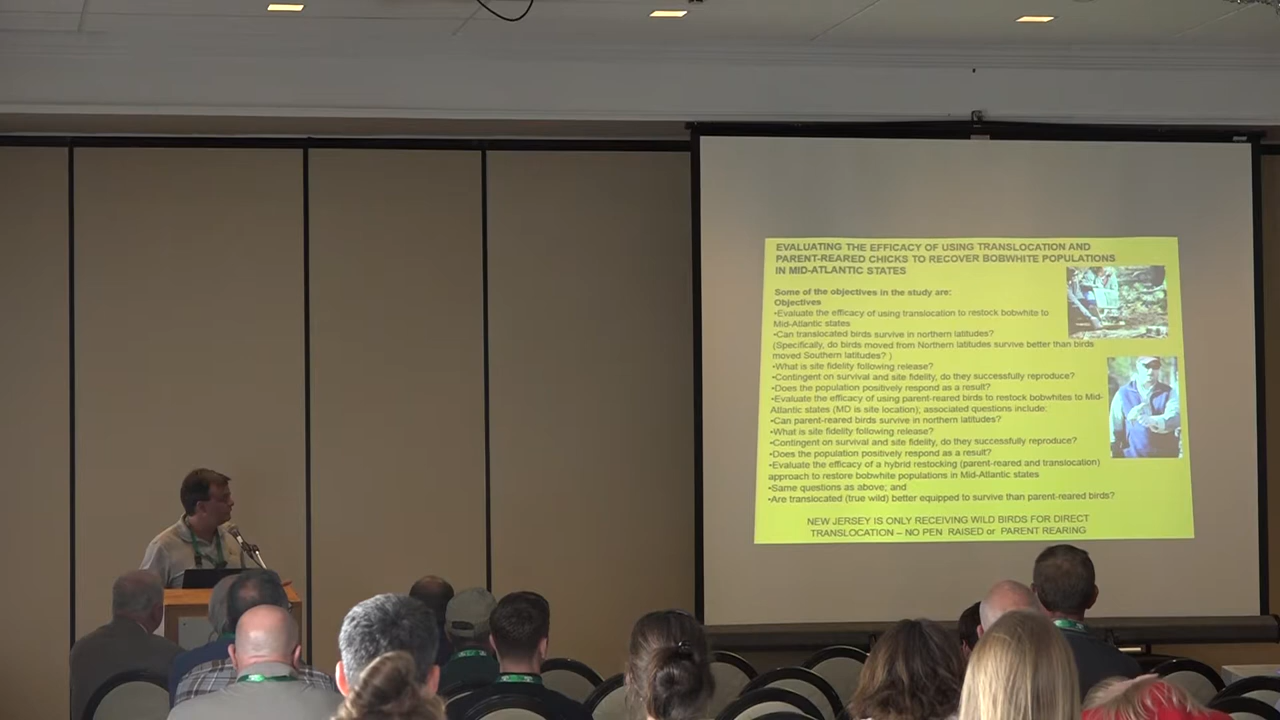 EVALUATING THE EFFICACY OF USING TRANSLOCATION AND
PARENT-REARED CHICKS TO RECOVER BOBWHITE POPULATIONS
IN MID-ATLANTIC STATES
Some of the objectives in the study are:
Objectives
•Evaluate the efficacy of using translocation to restock bobwhite to
Mid-Atlantic states
•Can translocated birds survive in northern latitudes?
(Specifically, do birds moved from Northern latitudes survive better than birds
moved Southern latitudes? )
•What is site fidelity following release?
•Contingent on survival and site fidelity, do they successfully reproduce?
•Does the population positively respond as a result?
•Evaluate the efficacy of using parent-reared birds to restock bobwhites to Mid-
Atlantic states (MD is site location); associated questions include:
•Can parent-reared birds survive in northern latitudes?
•What is site fidelity following release?
•Contingent on survival and site fidelity, do they successfully reproduce?
•Does the population positively respond as a result?
•Evaluate the efficacy of a hybrid restocking (parent-reared and translocation)
approach to restore bobwhite populations in Mid-Atlantic states
•Same questions as above; and
•Are translocated (true wild) better equipped to survive than parent-reared birds?
NEW JERSEY IS ONLY RECEIVING WILD BIRDS FOR DIRECT
TRANSLOCATION – NO PEN RAISED or PARENT REARING